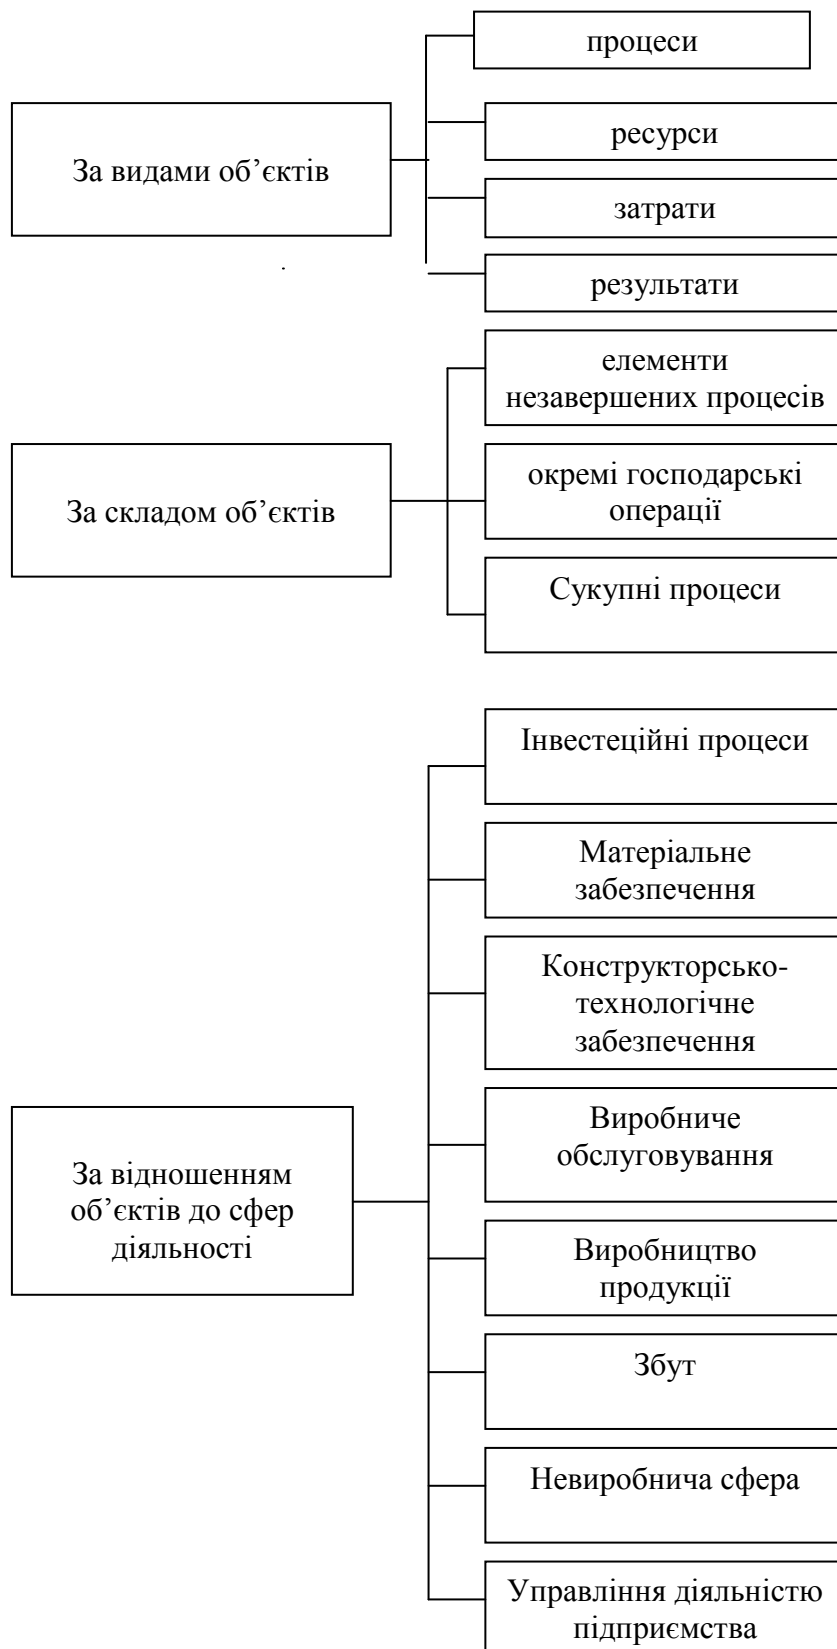 процеси
За видами об’єктів
ресурси
затрати
результати
елементи
незавершених процесів
За складом об’єктів
окремі господарські
операції
Сукупні процеси
Інвестеційні процеси
Матеріальне
забезпечення
Конструкторсько-
технологічне
забезпечення
За відношенням
об’єктів до сфер
діяльності
Виробниче
обслуговування
Виробництво
продукції
Збут
Невиробнича сфера
Управління діяльністю
підприємства